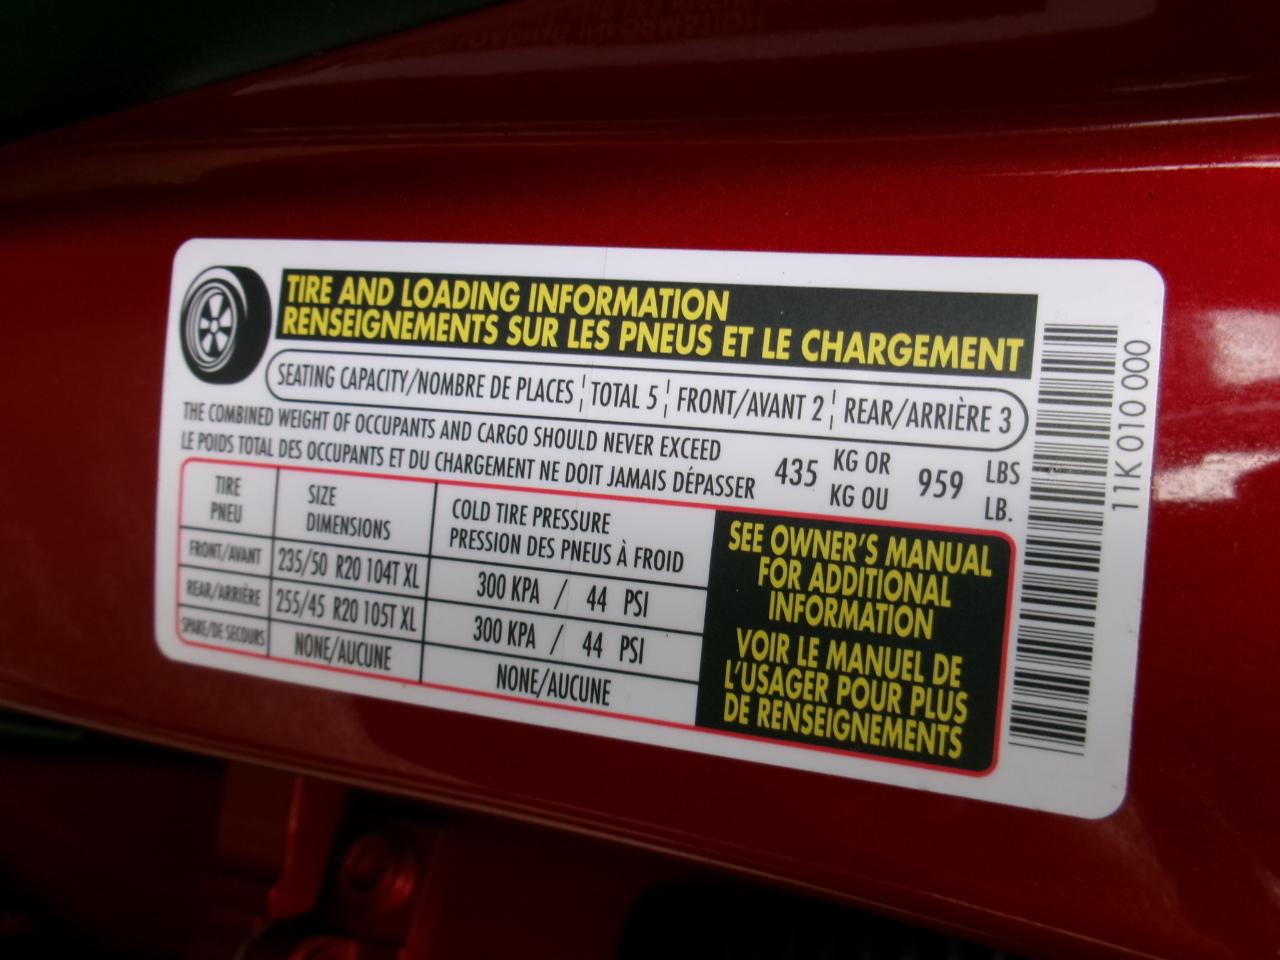 TIRE AND LOADING INFORMATION
RENSEIGNEMENTS SUR LES PNEUS ET LE CHARGEMENT
SEATING CAPACITY/NOMBRE DE PLACES ¦ TOTAL 5 ¦ FRONT/AVANT 2 ¦ REAR/ARRIÈRE 3
THE COMBINED WEIGHT OF OCCUPANTS AND CARGO SHOULD NEVER EXCEED
LE POIDS TOTAL DES OCCUPANTS ET DU CHARGEMENT NE DOIT JAMAIS DÉPASSER
435 KG OR 959 LBS
KG OU LB.
TIRE SIZE COLD TIRE PRESSURE
PNEU DIMENSIONS PRESSION DES PNEUS À FROID
FRONT/AVANT 235/50 R20 104T XL 300 KPA / 44 PSI
REAR/ARRIÈRE 255/45 R20 105T XL 300 KPA / 44 PSI
SPARE/DE SECOURS NONE/AUCUNE NONE/AUCUNE
SEE OWNER'S MANUAL
FOR ADDITIONAL
INFORMATION
VOIR LE MANUEL DE
L'USAGER POUR PLUS
DE RENSEIGNEMENTS
11K 010 000